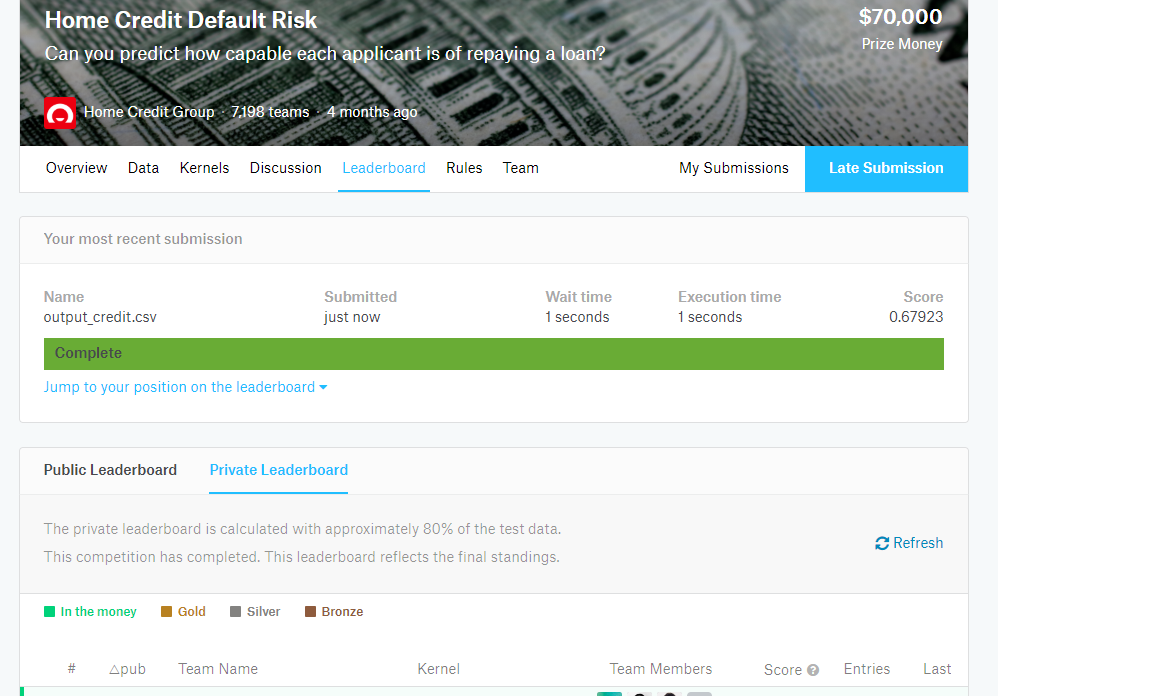 Home Credit Default Risk
$70,000
Can you predict how capable each applicant is of repaying a loan?
Prize Money
Home Credit Group · 7,198 teams · 4 months ago
Overview Data Kernels Discussion Leaderboard Rules Team My Submissions Late Submission
Your most recent submission
Name Submitted Wait time Execution time Score
output_credit.csv just now 1 seconds 1 seconds 0.67923
Complete
Jump to your position on the leaderboard
Public Leaderboard Private Leaderboard
The private leaderboard is calculated with approximately 80% of the test data.
This competition has completed. This leaderboard reflects the final standings.
Refresh
In the money Gold Silver Bronze
# △pub Team Name Kernel Team Members Score ? Entries Last